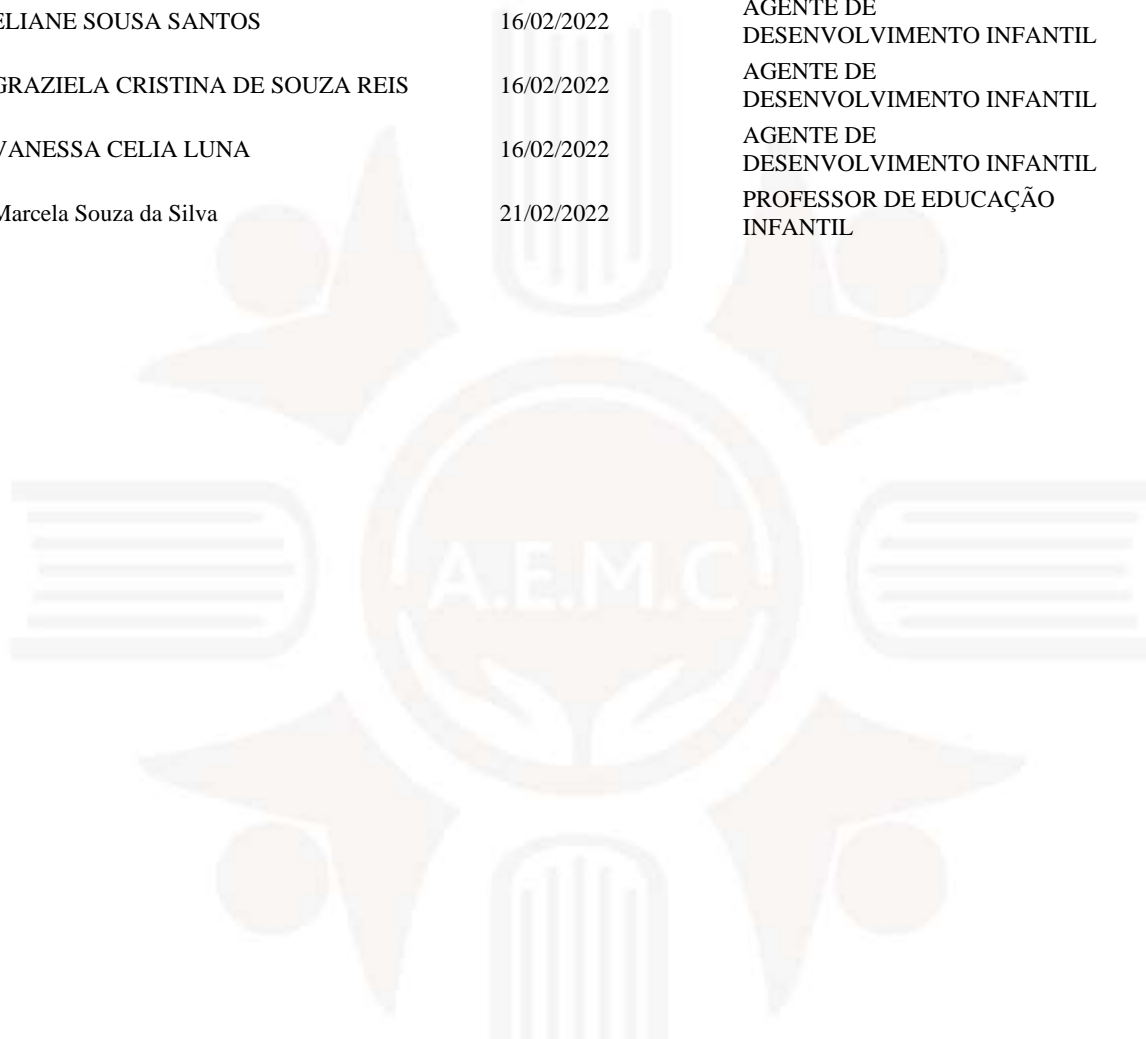 AGENTE DE
ELIANE SOUSA SANTOS 16/02/2022
DESENVOLVIMENTO INFANTIL
AGENTE DE
GRAZIELA CRISTINA DE SOUZA REIS 16/02/2022
DESENVOLVIMENTO INFANTIL
AGENTE DE
VANESSA CELIA LUNA 16/02/2022
DESENVOLVIMENTO INFANTIL
PROFESSOR DE EDUCAÇÃO
Marcela Souza da Silva 21/02/2022
INFANTIL
A.E.M.C